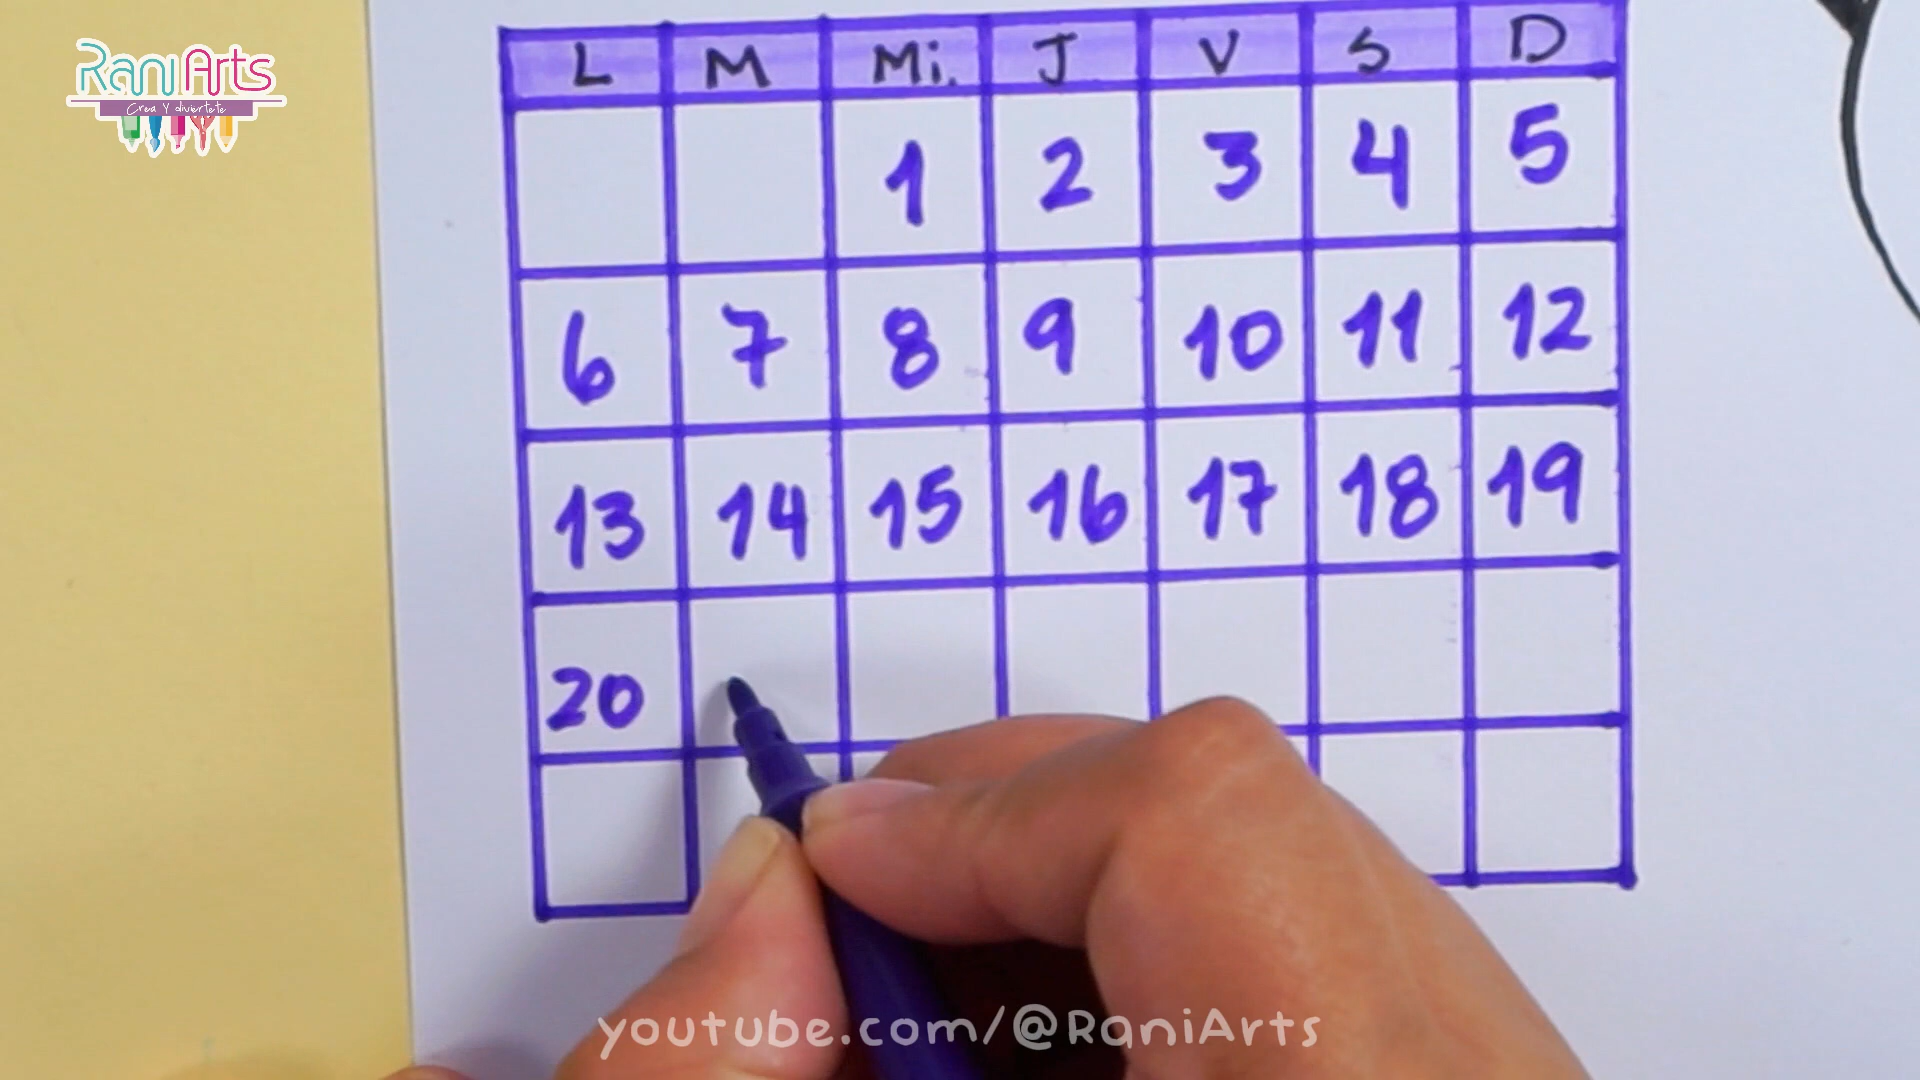 RaniArts
Crea Y diviertete
L M Mi. J V S D
1 2 3 4 5
6 7 8 9 10 11 12
13 14 15 16 17 18 19
20
youtube.com/@RaniArts